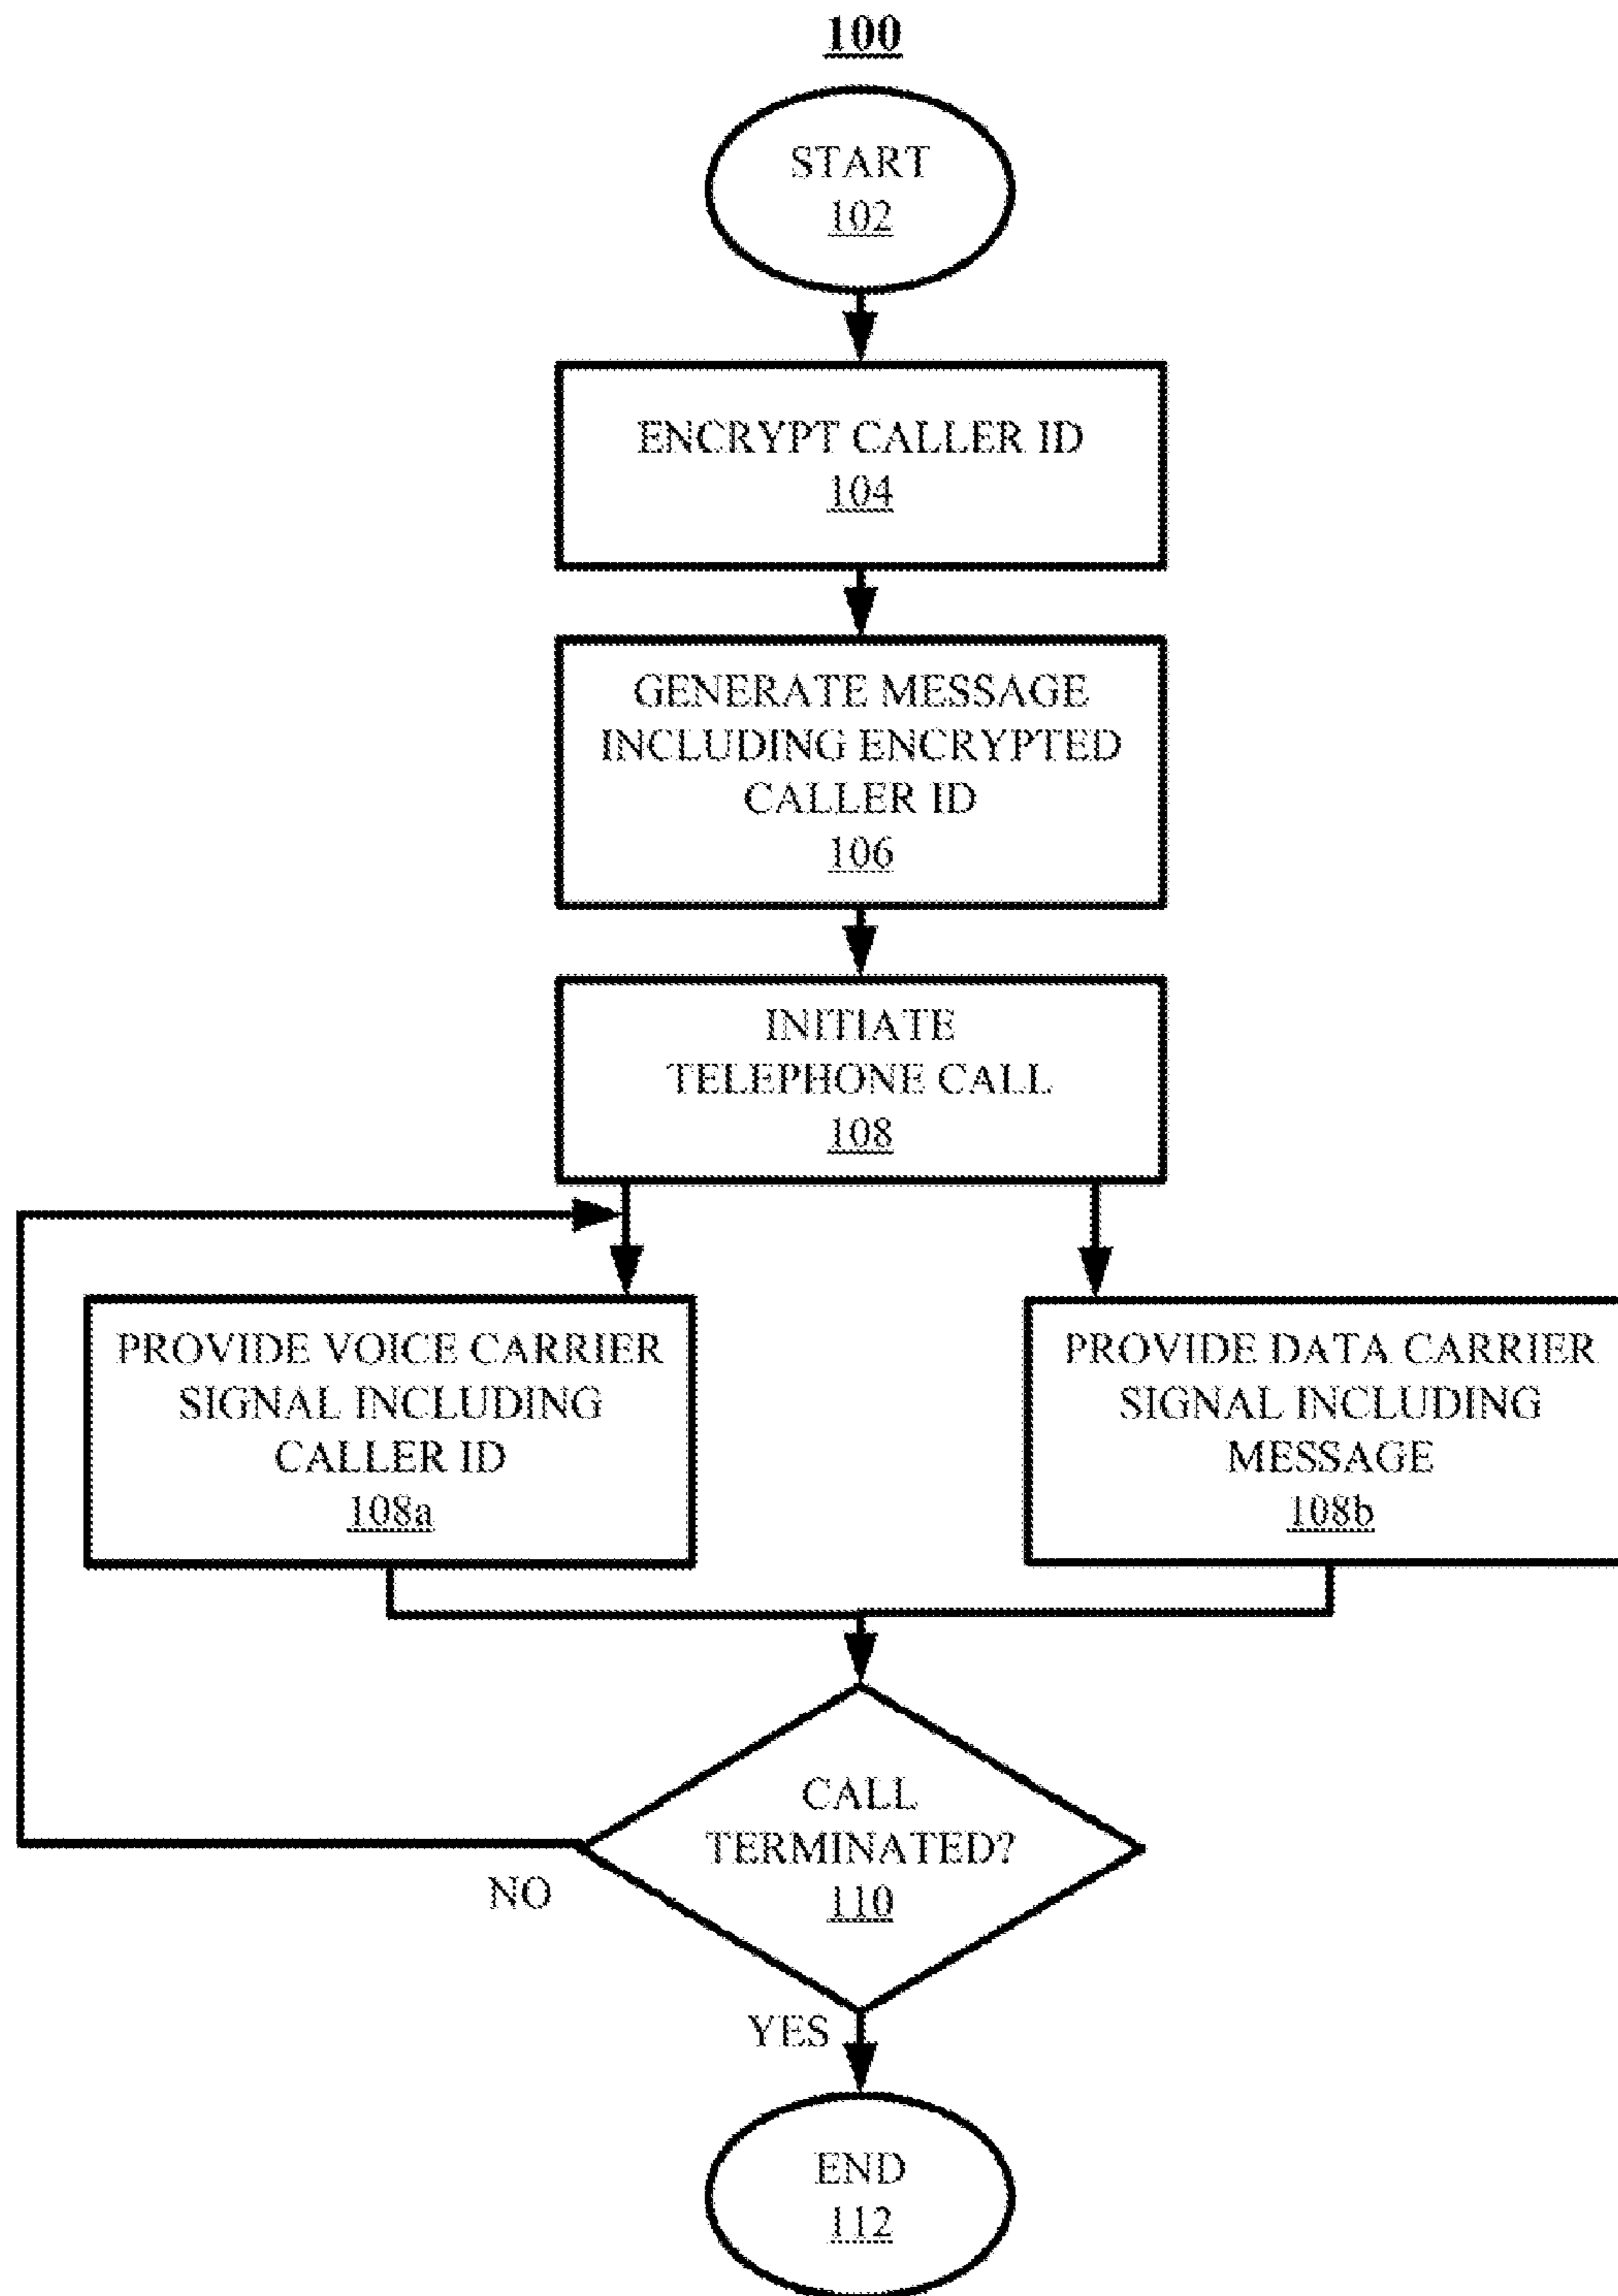 100
START
102
ENCRYPT CALLER ID
104
GENERATE MESSAGE
INCLUDING ENCRYPTED
CALLER ID
106
INITIATE
TELEPHONE CALL
108
PROVIDE VOICE CARRIER
SIGNAL INCLUDING
CALLER ID
108a
PROVIDE DATA CARRIER
SIGNAL INCLUDING
MESSAGE
108b
CALL
TERMINATED?
110
NO
YES
END
112